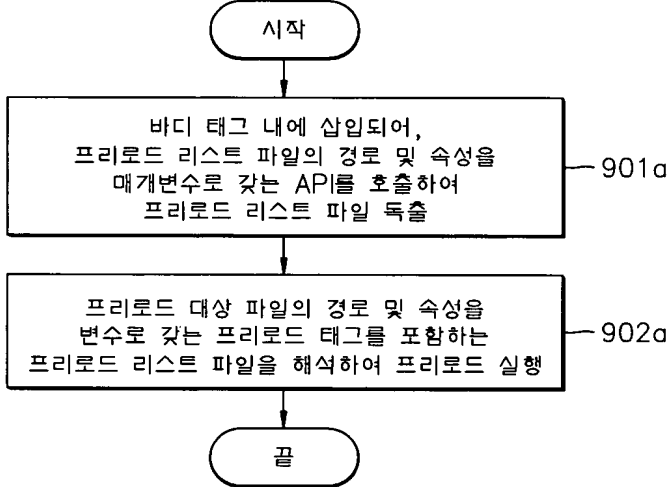 시작
바디 태그 내에 삽입되어,
프리로드 리스트 파일의 경로 및 속성을
매개변수로 갖는 API를 호출하여
프리로드 리스트 파일 독출
901a
프리로드 대상 파일의 경로 및 속성을
변수로 갖는 프리로드 태그를 포함하는
프리로드 리스트 파일을 해석하여 프리로드 실행
902a
끝